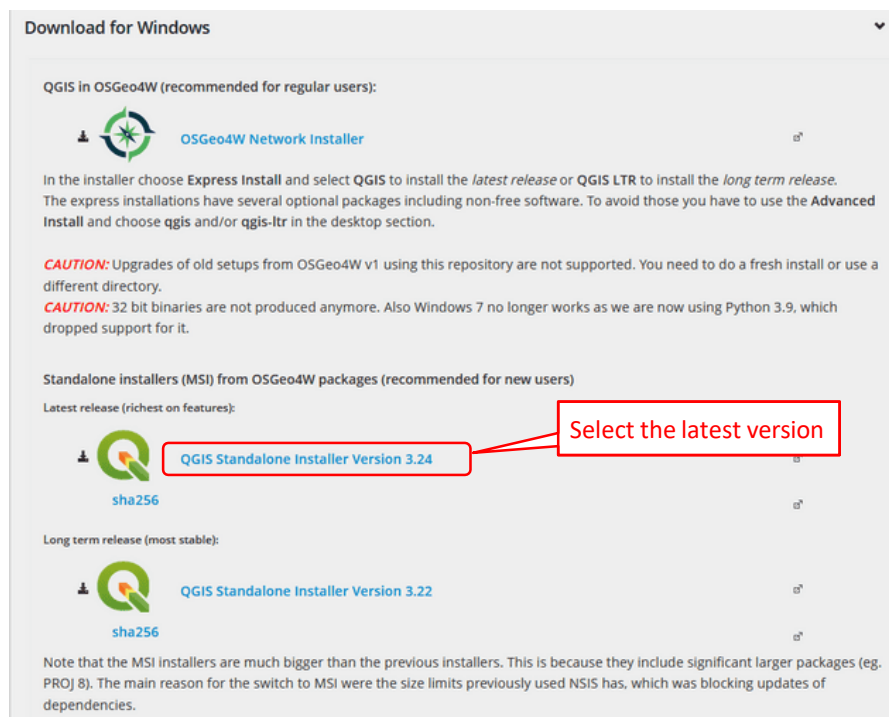 Download for Windows
QGIS in OSGeo4W (recommended for regular users):
OSGeo4W Network Installer
In the installer choose Express Install and select QGIS to install the latest release or QGIS LTR to install the long term release.
The express installations have several optional packages including non-free software. To avoid those you have to use the Advanced
Install and choose qgis and/or qgis-ltr in the desktop section.
CAUTION: Upgrades of old setups from OSGeo4W v1 using this repository are not supported. You need to do a fresh install or use a
different directory.
CAUTION: 32 bit binaries are not produced anymore. Also Windows 7 no longer works as we are now using Python 3.9, which
dropped support for it.
Standalone installers (MSI) from OSGeo4W packages (recommended for new users)
Latest release (richest on features):
Select the latest version
QGIS Standalone Installer Version 3.24
sha256
Long term release (most stable):
QGIS Standalone Installer Version 3.22
sha256
Note that the MSI installers are much bigger than the previous installers. This is because they include significant larger packages (eg.
PROJ 8). The main reason for the switch to MSI were the size limits previously used NSIS has, which was blocking updates of
dependencies.